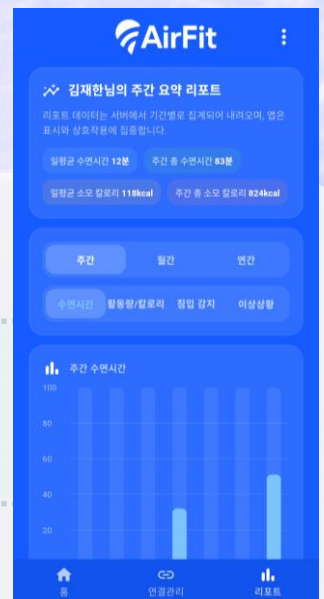 AirFit
김재한님의 주간 요약 리포트
리포트 데이터는 서버에서 기간별로 집계되어 내려오며, 앱은
표시와 상호작용에 집중합니다.
일평균 수면시간 12분 주간 총 수면시간 83분
일평균 소모 칼로리 118kcal 주간 총 소모 칼로리 824kcal
주간 월간 연간
수면시간 활동량/칼로리 침입 감지 이상상황
주간 수면시간
100
80
60
40
20
홈 연결관리 리포트